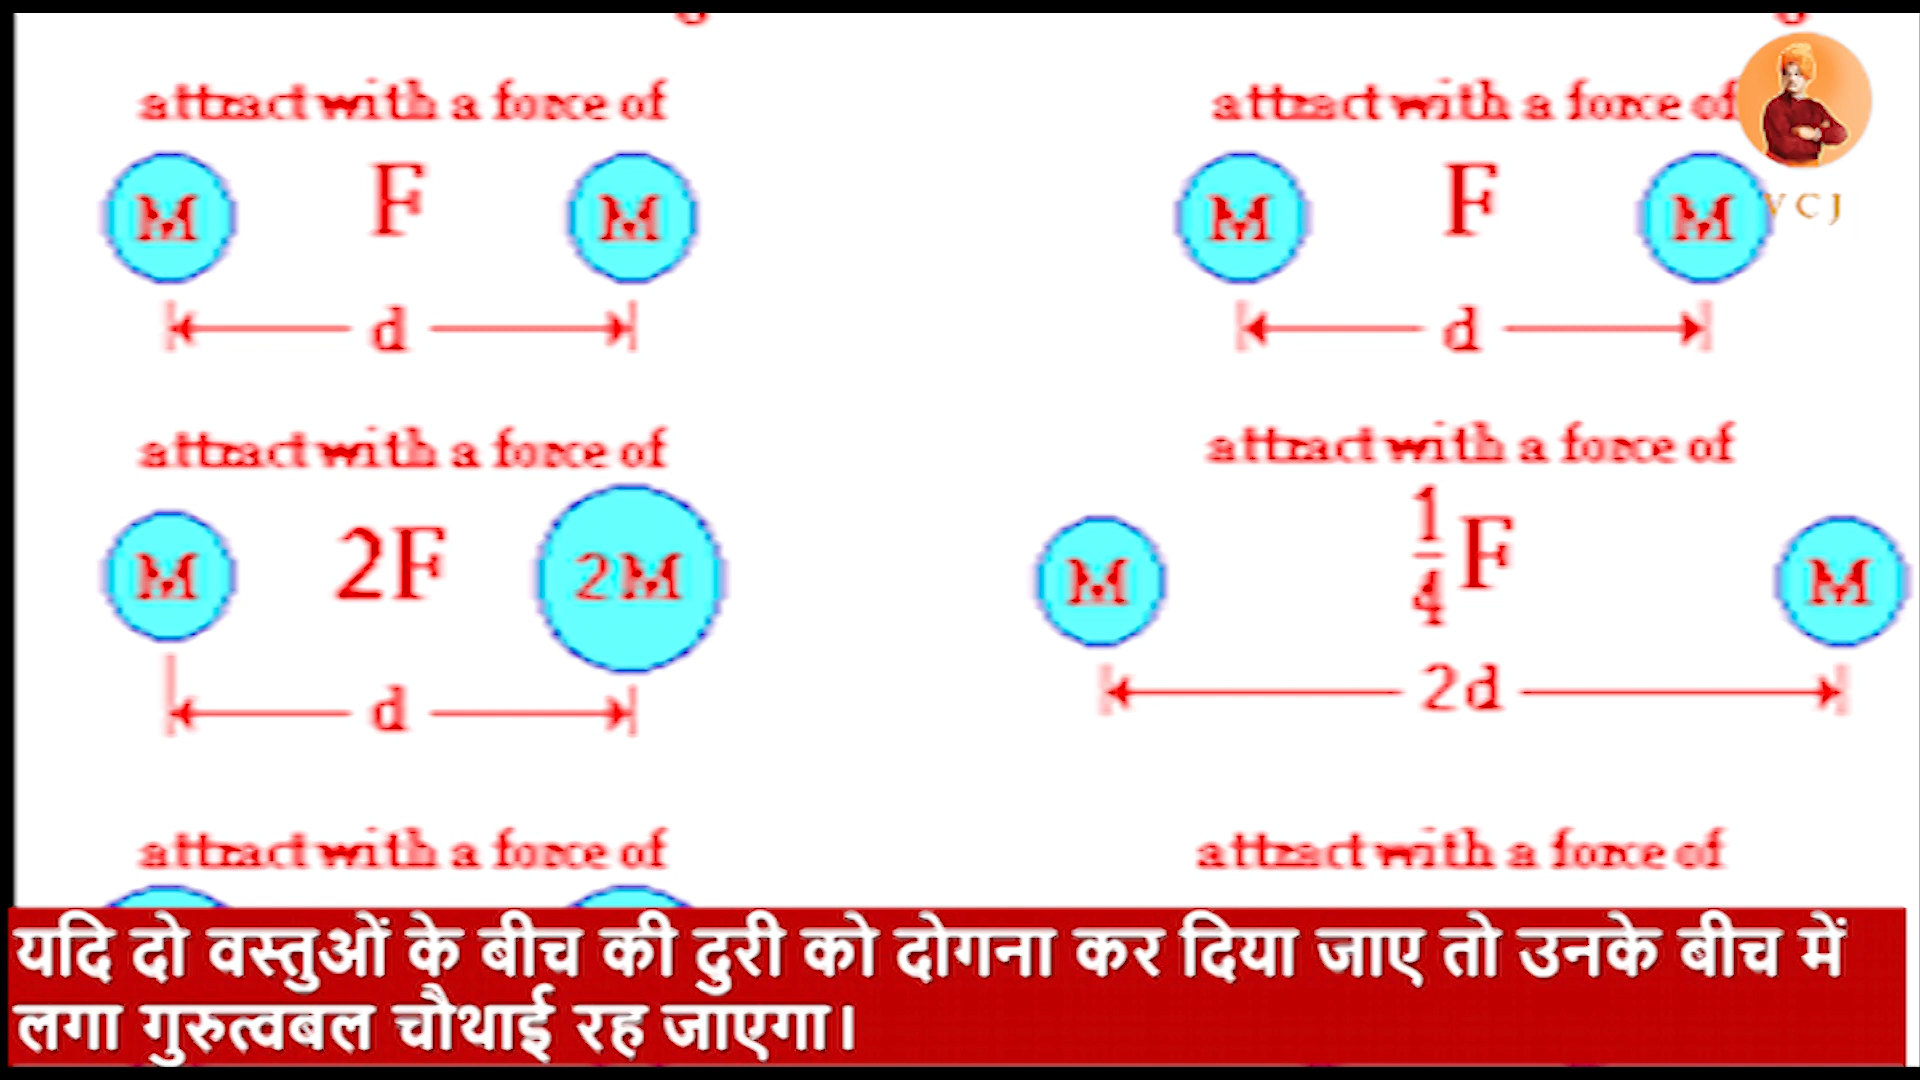 attract with a force of
M F M
d
attract with a force of
M 2F 2M
d
attract with a force of
attract with a force of
M F M
d
attract with a force of
M 1/4 F M
2d
attract with a force of
V C J
यदि दो वस्तुओं के बीच की दुरी को दोगना कर दिया जाए तो उनके बीच में
लगा गुरुत्वबल चौथाई रह जाएगा।